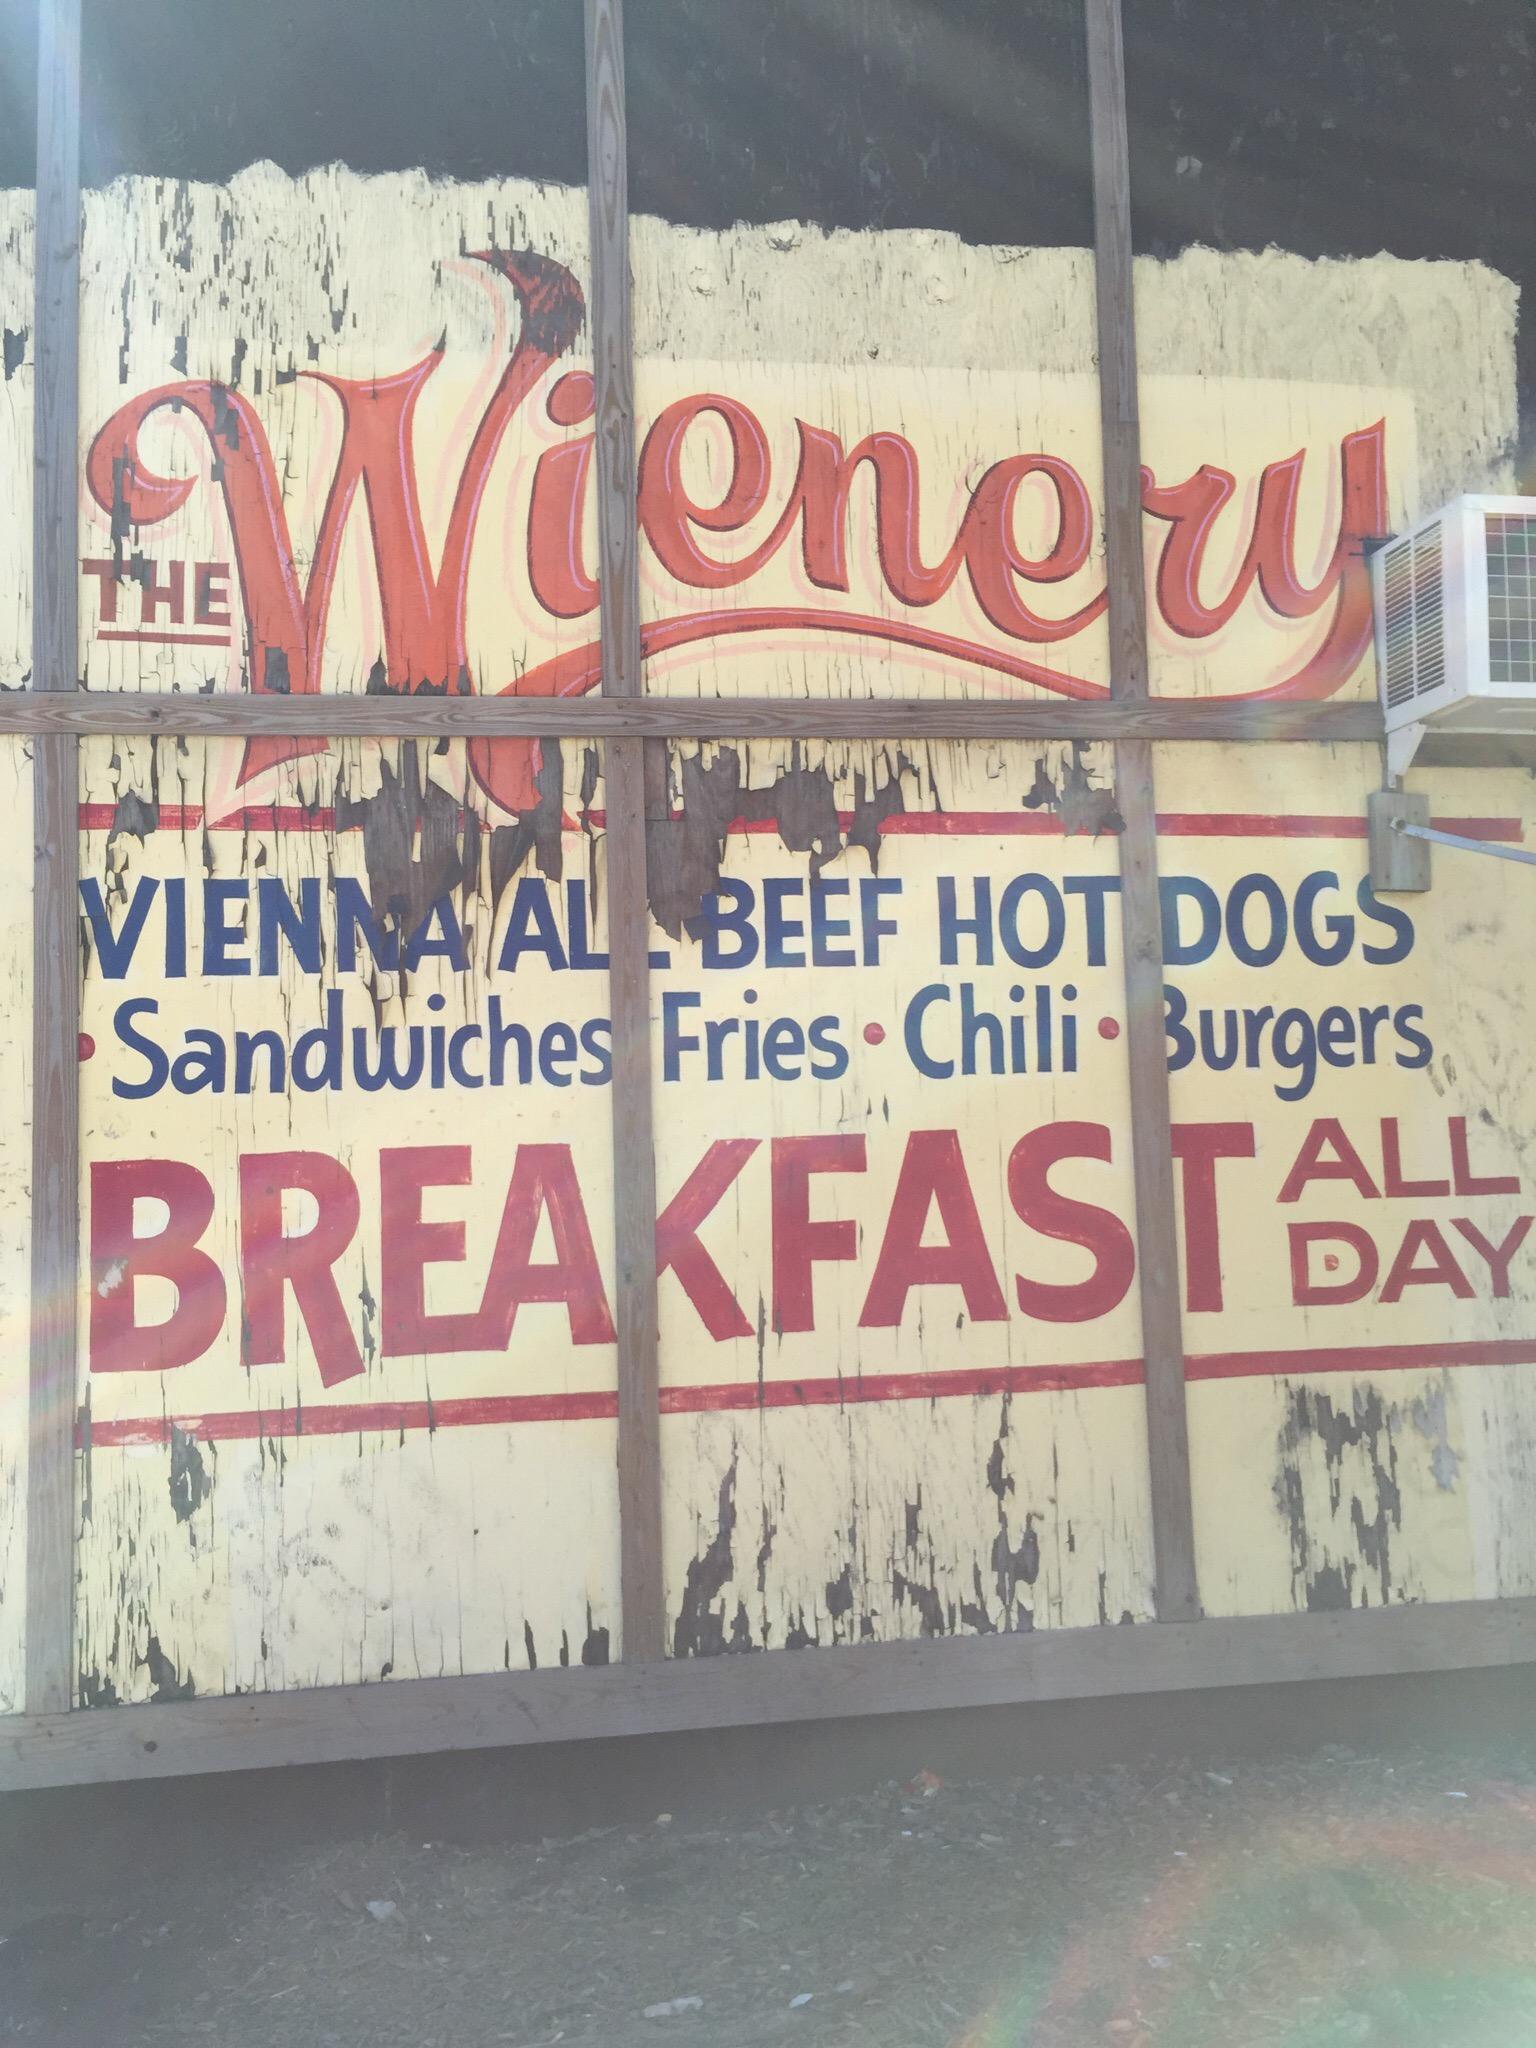 THE Wienery
VIENNA ALL BEEF HOT DOGS
• Sandwiches Fries • Chili • Burgers
BREAKFAST ALL DAY